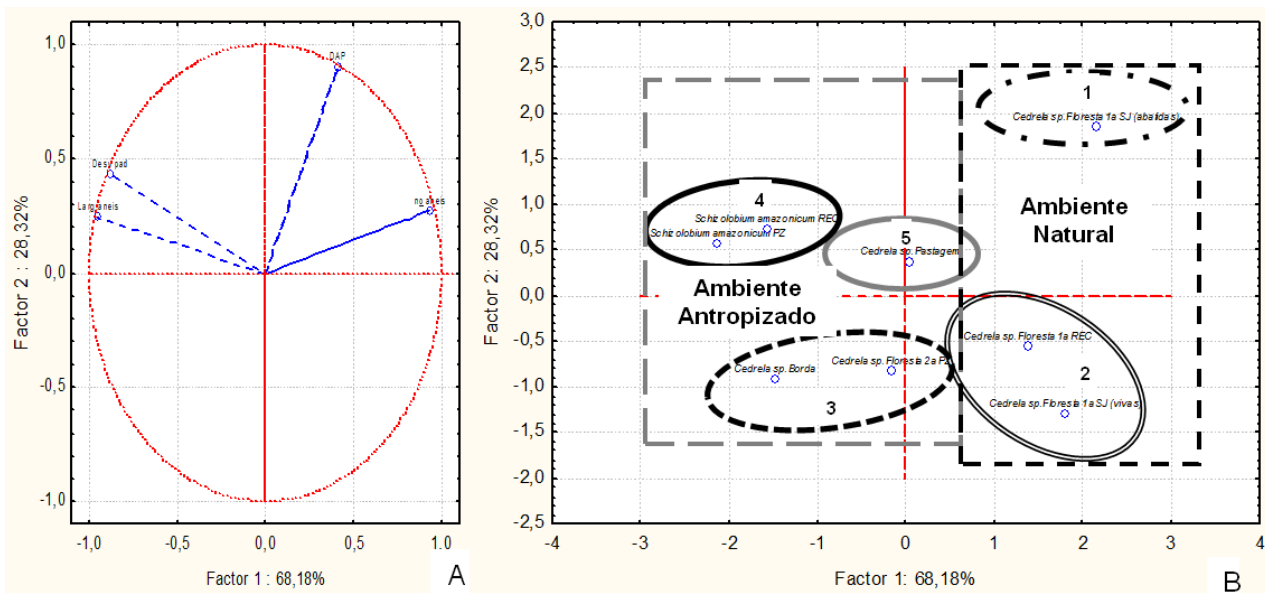 1,0
0,5
0,0
-0,5
-1,0
Factor 2 : 28,32%
DAP
Desv pad
Larg aneis
no aneis
-1,0 -0,5 0,0 0,5 1.0
Factor 1 : 68,18%
A
3,0
2,5
2,0
1,5
1,0
0,5
0,0
-0,5
-1,0
-1,5
-2,0
-2,5
Factor 2: 28,32%
1
Cedrela sp.Floresta 1a SJ (abatidas)
Ambiente
Natural
4
Schizolobium amazonicum REC
Schizolobium amazonicum PZ
5
Cedrela sp. Pastagem
Ambiente
Antropizado
Cedrela sp.Floresta 1a REC
2
Cedrela sp.Floresta 1a SJ (vivas)
Cedrela sp. Borda
Cedrela sp.Floresta 2a PZ
3
-4 -3 -2 -1 0 1 2 3 4
Factor 1: 68,18%
B